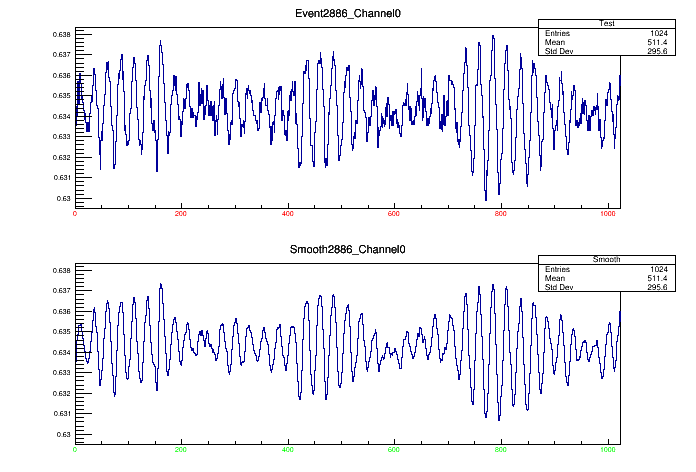 Event2886_Channel0
Test
Entries 1024
Mean 511.4
Std Dev 295.6
0.638
0.637
0.636
0.635
0.634
0.633
0.632
0.631
0.63
0 200 400 600 800 1000
Smooth2886_Channel0
Smooth
Entries 1024
Mean 511.4
Std Dev 295.6
0.638
0.637
0.636
0.635
0.634
0.633
0.632
0.631
0.63
0 200 400 600 800 1000